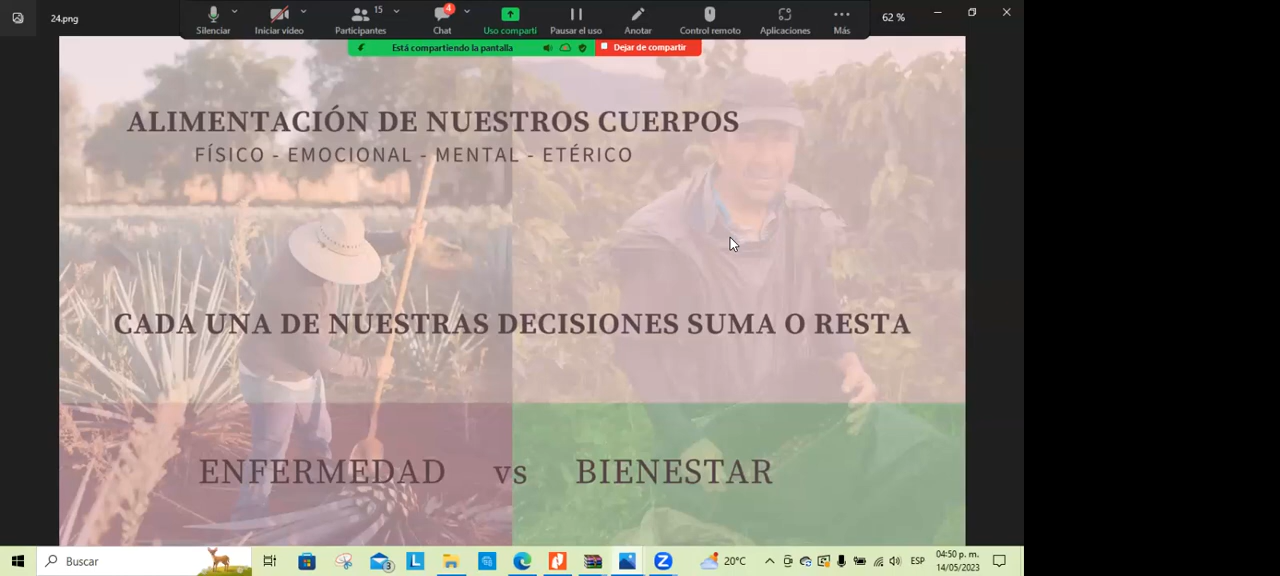 24.png
Silenciar
Iniciar vídeo
15
Participantes
4
Chat
Uso comparti
Pausar el uso
Anotar
Control remoto
Aplicaciones
Más
62 %
Está compartiendo la pantalla
Dejar de compartir
ALIMENTACIÓN DE NUESTROS CUERPOS
FÍSICO - EMOCIONAL - MENTAL - ETÉRICO
CADA UNA DE NUESTRAS DECISIONES SUMA O RESTA
ENFERMEDAD vs BIENESTAR
Buscar
L
3
20°C
ESP
04:50 p. m.
14/05/2023